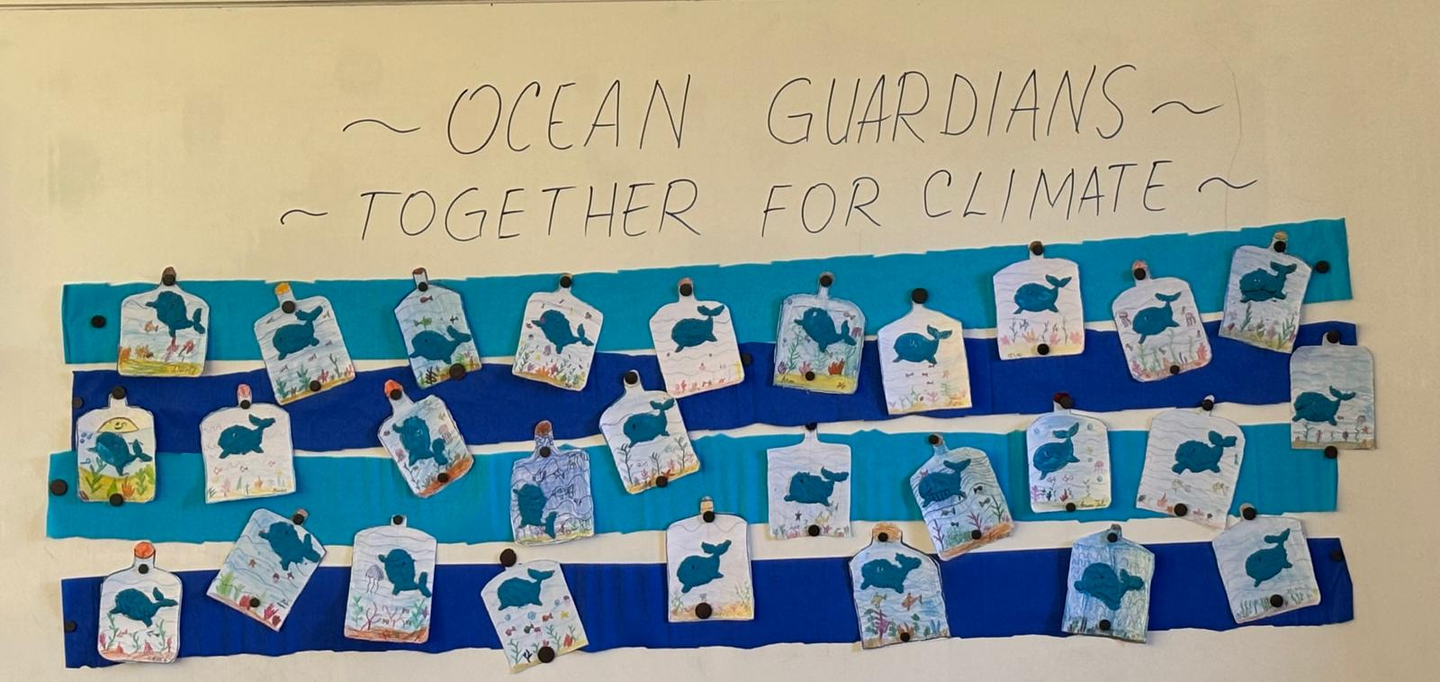 ~ OCEAN GUARDIANS ~
~ TOGETHER FOR CLIMATE ~